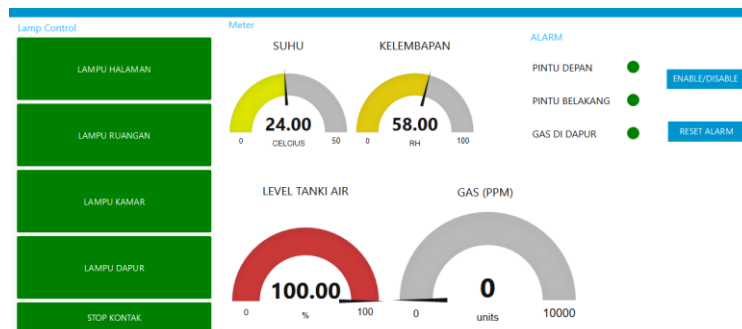 Lamp Control
LAMPU HALAMAN
LAMPU RUANGAN
LAMPU KAMAR
LAMPU DAPUR
STOP KONTAK
Meter
SUHU
24.00
0
CELCIUS
50
KELEMBAPAN
58.00
0
RH
100
LEVEL TANKI AIR
100.00
0
%
100
GAS (PPM)
0
0
units
10000
ALARM
PINTU DEPAN
PINTU BELAKANG
GAS DI DAPUR
ENABLE/DISABLE
RESET ALARM